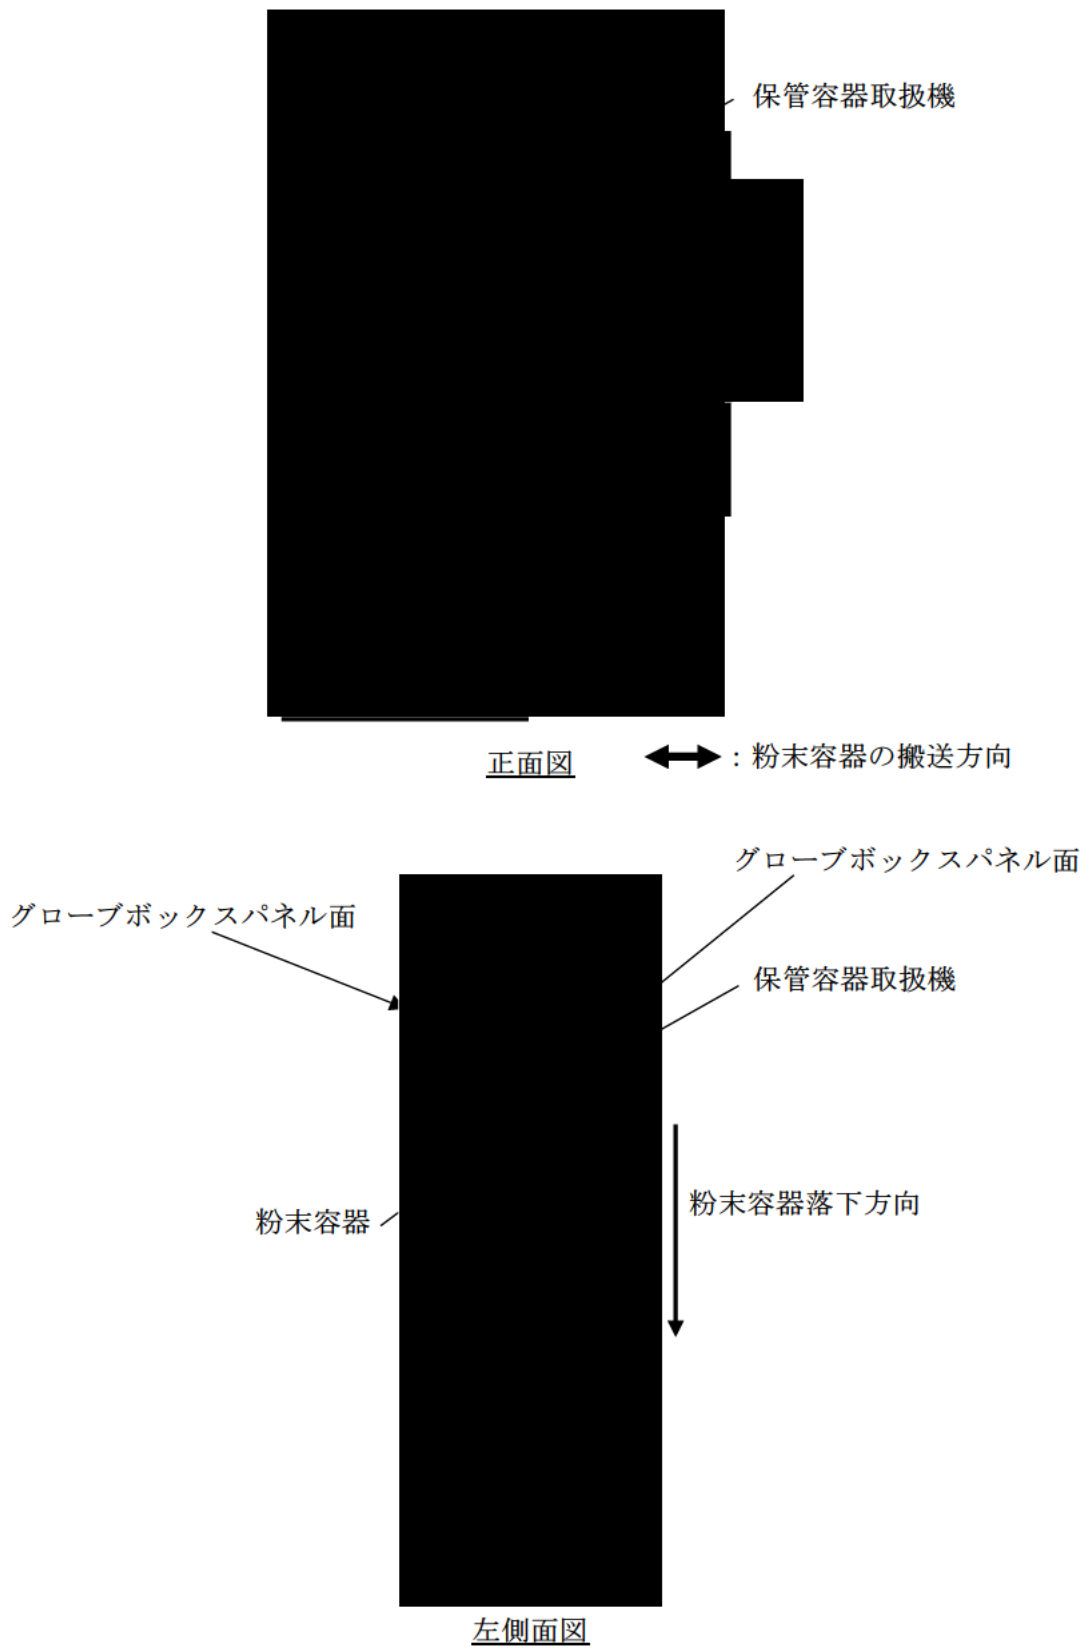 保管容器取扱機
正面図
：粉末容器の搬送方向
グローブボックスパネル面
グローブボックスパネル面
保管容器取扱機
粉末容器落下方向
粉末容器
左側面図